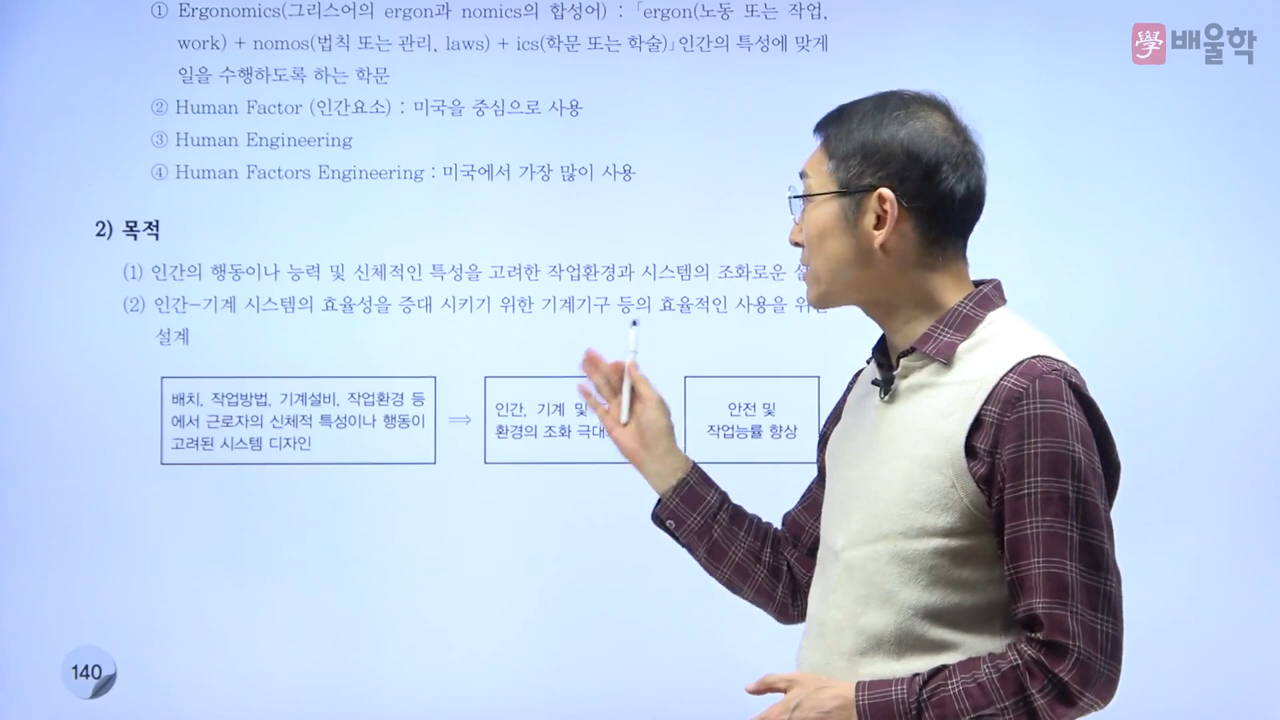 ① Ergonomics(그리스어의 ergon과 nomics의 합성어) : 「ergon(노동 또는 작업,
work) + nomos(법칙 또는 관리, laws) + ics(학문 또는 학술)」인간의 특성에 맞게
일을 수행하도록 하는 학문
② Human Factor (인간요소) : 미국을 중심으로 사용
③ Human Engineering
④ Human Factors Engineering : 미국에서 가장 많이 사용
學 배울학
2) 목적
(1) 인간의 행동이나 능력 및 신체적인 특성을 고려한 작업환경과 시스템의 조화로운
(2) 인간-기계 시스템의 효율성을 증대 시키기 위한 기계기구 등의 효율적인 사용을
설계
배치, 작업방법, 기계설비, 작업환경 등
에서 근로자의 신체적 특성이나 행동이
고려된 시스템 디자인
⇒
인간, 기계 및
환경의 조화
안전 및
작업능률 향상
140